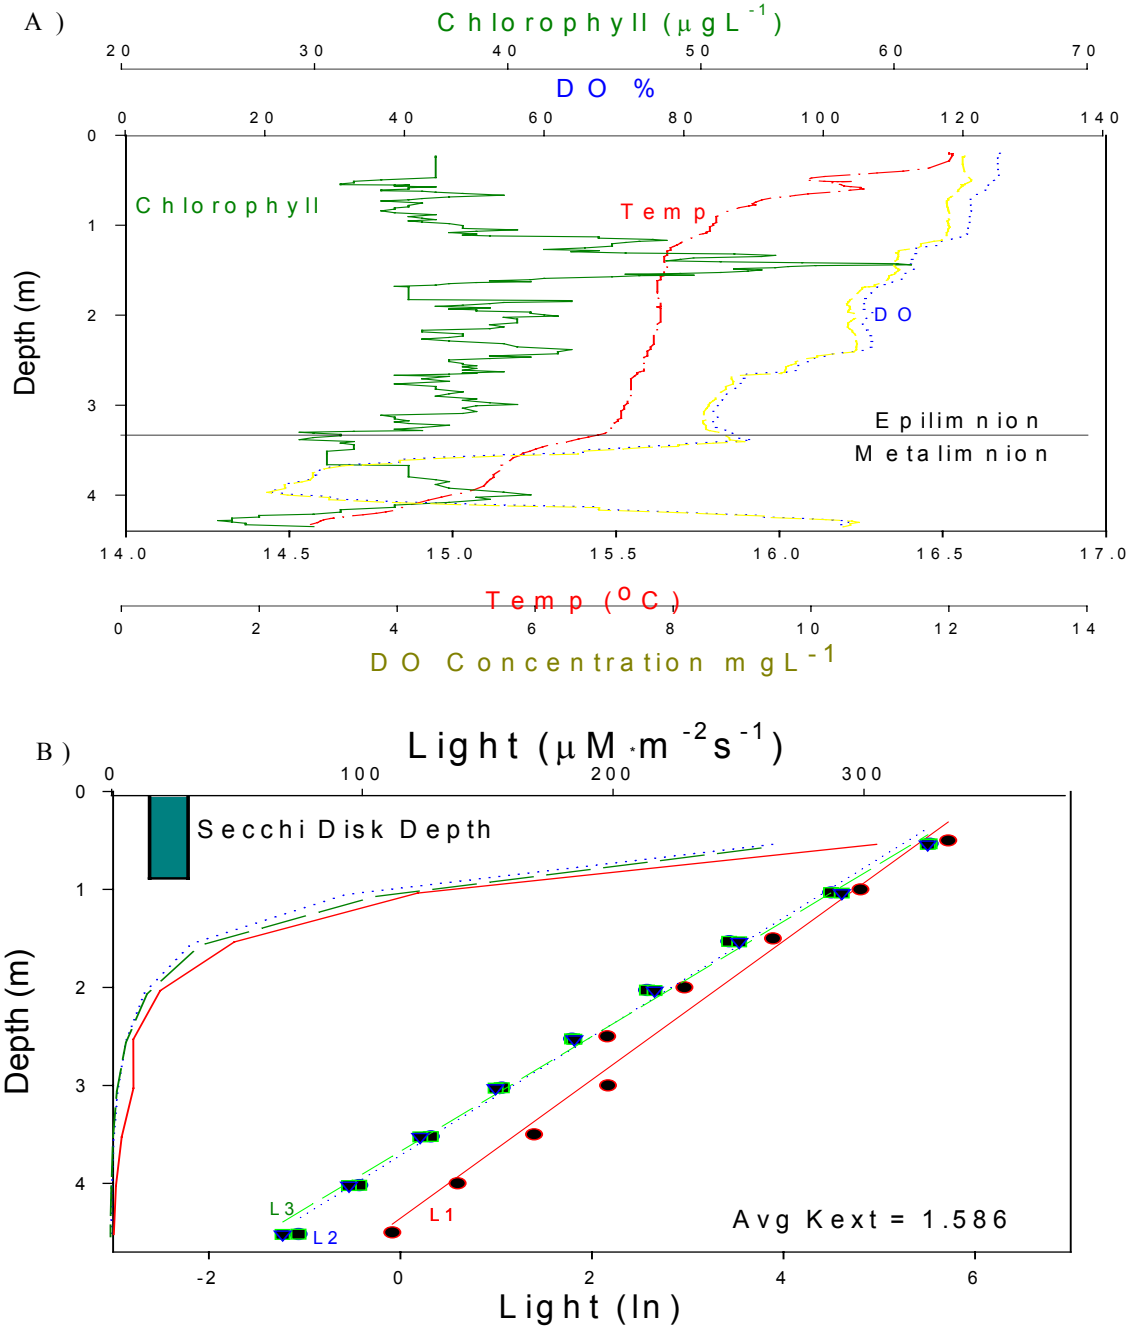 A )
Chlorophyll (μgL-1)
20 30 40 50 60 70
DO %
0 20 40 60 80 100 120 140
Depth (m)
0
1
2
3
4
Chlorophyll
Temp
DO
Epilimnion
Metalimnion
14.0 14.5 15.0 15.5 16.0 16.5 17.0
Temp (oC)
0 2 4 6 8 10 12 14
DO Concentration mgL-1
B )
Light (μM*m-2s-1)
0 100 200 300
Depth (m)
0
1
2
3
4
Secchi Disk Depth
L3
L2
L1
Avg Kext = 1.586
-2 0 2 4 6
Light (ln)